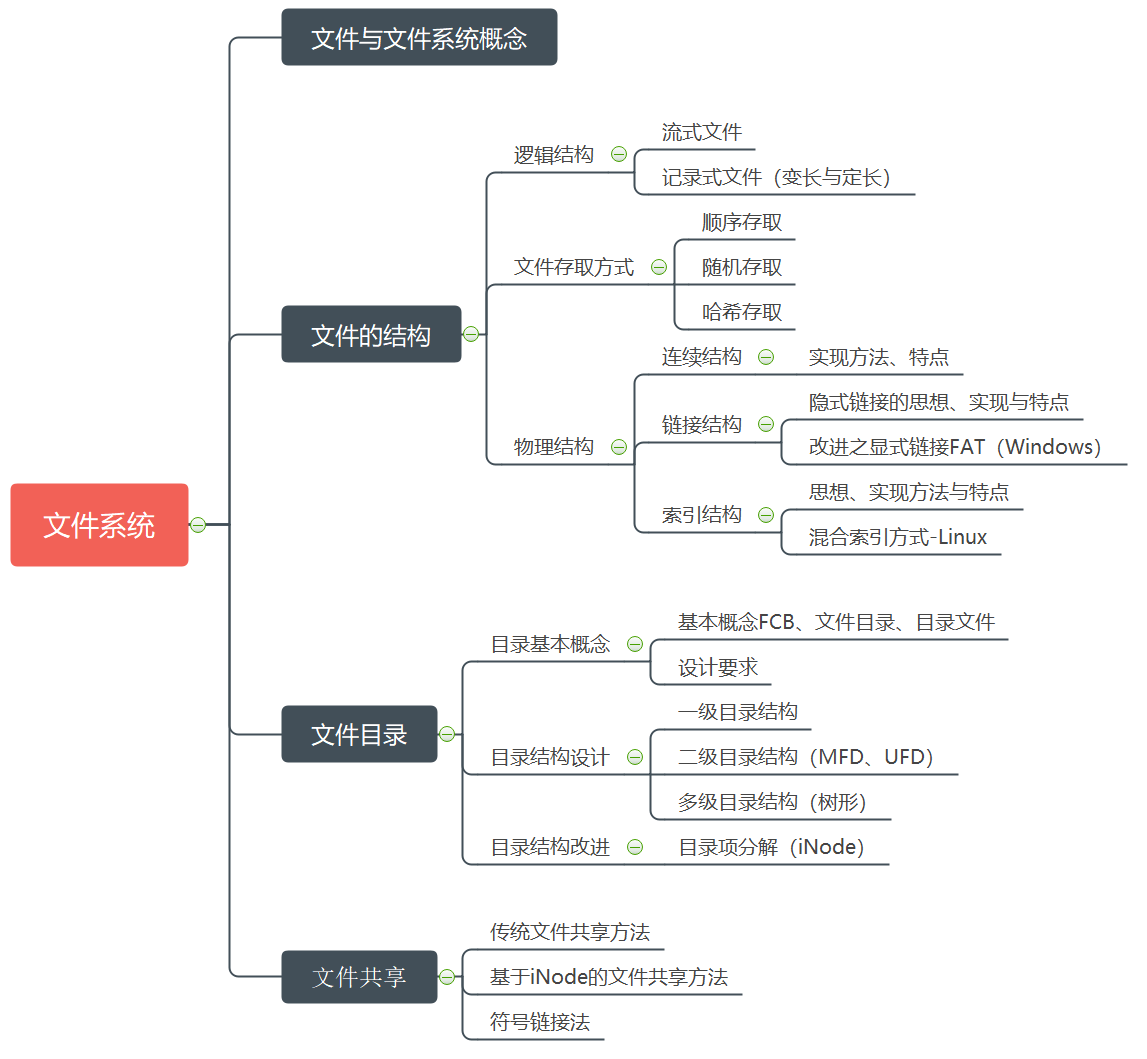 文件与文件系统概念
流式文件
逻辑结构
记录式文件（变长与定长）
顺序存取
文件存取方式
随机存取
哈希存取
文件的结构
连续结构
实现方法、特点
隐式链接的思想、实现与特点
链接结构
物理结构
改进之显式链接FAT（Windows）
思想、实现方法与特点
索引结构
文件系统
混合索引方式-Linux
基本概念FCB、文件目录、目录文件
目录基本概念
设计要求
一级目录结构
文件目录
目录结构设计
二级目录结构（MFD、UFD）
多级目录结构（树形）
目录结构改进
目录项分解（iNode）
传统文件共享方法
文件共享
基于iNode的文件共享方法
符号链接法